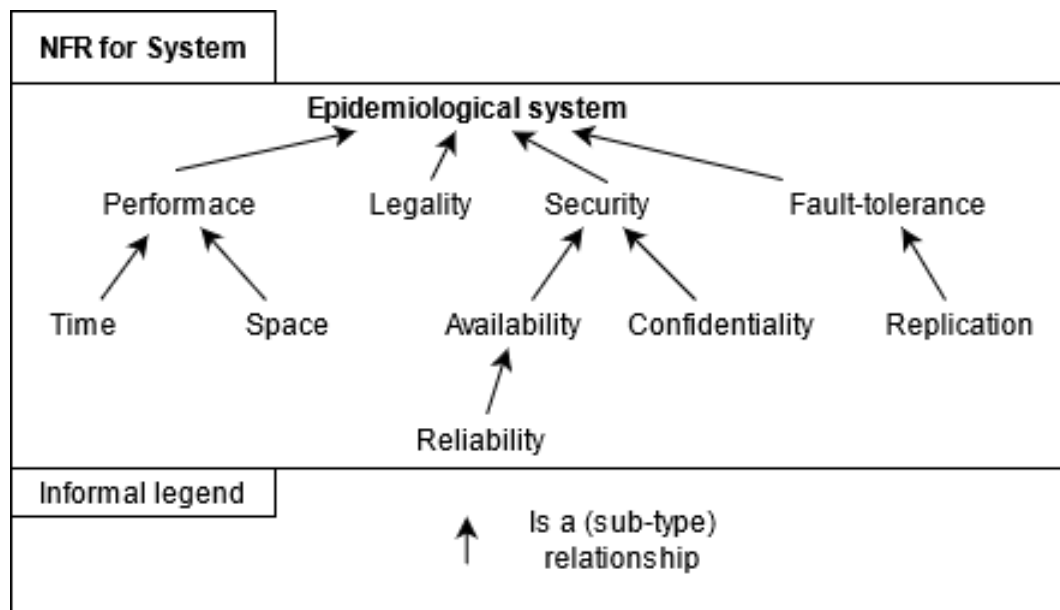 NFR for System
Epidemiological system
Performace
Legality
Security
Fault-tolerance
Time
Space
Availability
Confidentiality
Replication
Reliability
Informal legend
Is a (sub-type)
relationship